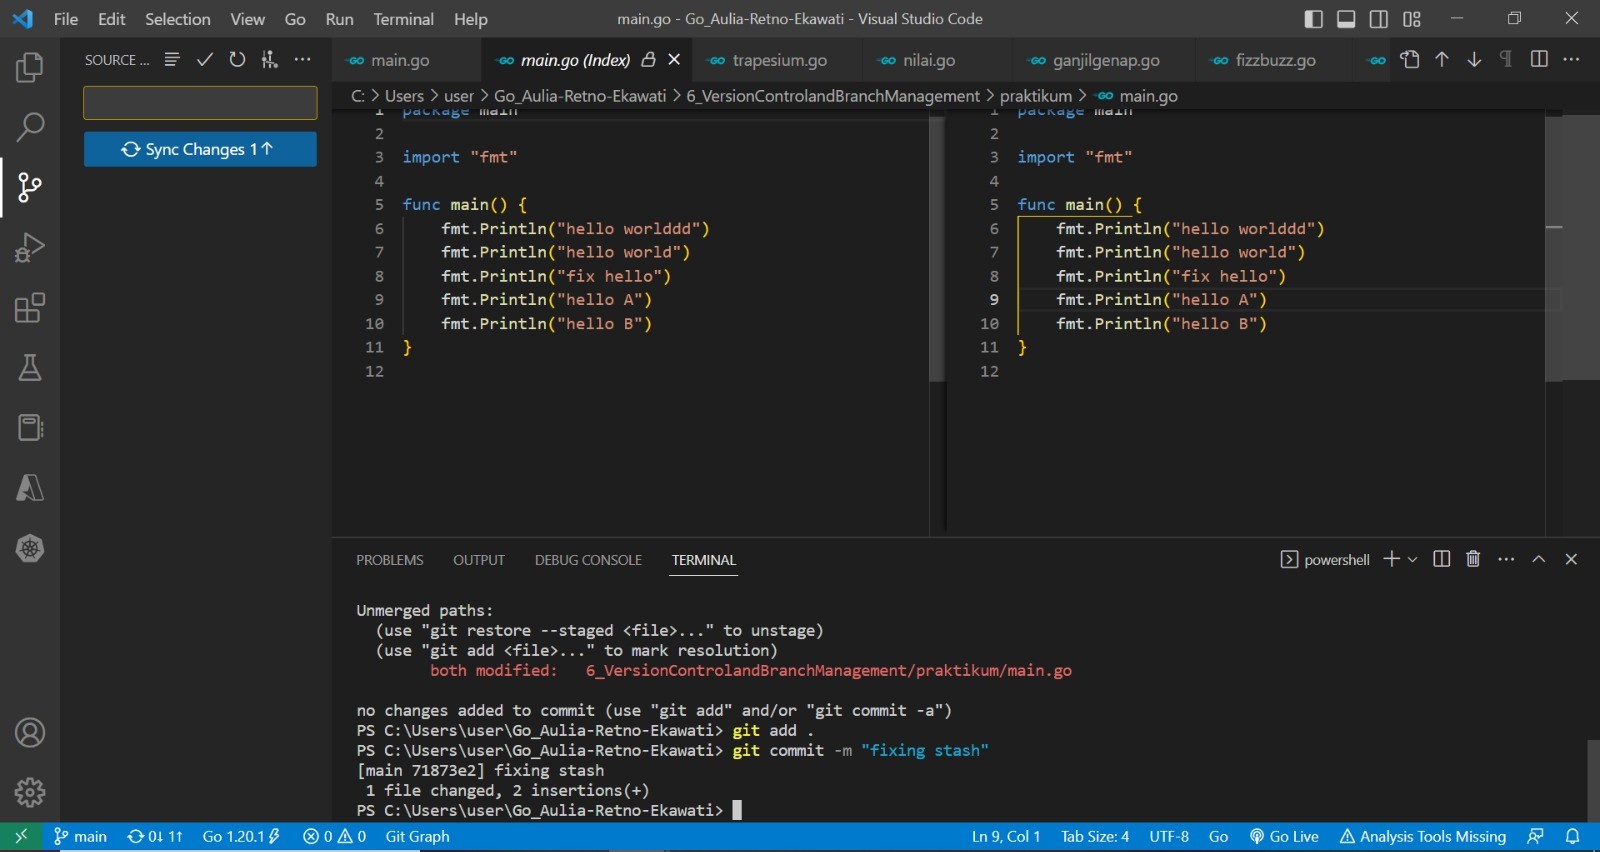 File Edit Selection View Go Run Terminal Help
main.go - Go_Aulia-Retno-Ekawati - Visual Studio Code
SOURCE ...
Sync Changes 1↑
main.go
main.go (Index)
trapesium.go
nilai.go
ganjilgenap.go
fizzbuzz.go
C: > Users > user > Go_Aulia-Retno-Ekawati > 6_VersionControlandBranchManagement > praktikum > main.go
1 package main
2
3 import "fmt"
4
5 func main() {
6 fmt.Println("hello worlddd")
7 fmt.Println("hello world")
8 fmt.Println("fix hello")
9 fmt.Println("hello A")
10 fmt.Println("hello B")
11 }
12
1 package main
2
3 import "fmt"
4
5 func main() {
6 fmt.Println("hello worlddd")
7 fmt.Println("hello world")
8 fmt.Println("fix hello")
9 fmt.Println("hello A")
10 fmt.Println("hello B")
11 }
12
PROBLEMS OUTPUT DEBUG CONSOLE TERMINAL
powershell
Unmerged paths:
(use "git restore --staged <file>..." to unstage)
(use "git add <file>..." to mark resolution)
both modified: 6_VersionControlandBranchManagement/praktikum/main.go
no changes added to commit (use "git add" and/or "git commit -a")
PS C:\Users\user\Go_Aulia-Retno-Ekawati> git add .
PS C:\Users\user\Go_Aulia-Retno-Ekawati> git commit -m "fixing stash"
[main 71873e2] fixing stash
1 file changed, 2 insertions(+)
PS C:\Users\user\Go_Aulia-Retno-Ekawati>
main 0↓ 1↑ Go 1.20.1 0 0 Git Graph
Ln 9, Col 1 Tab Size: 4 UTF-8 Go Go Live Analysis Tools Missing